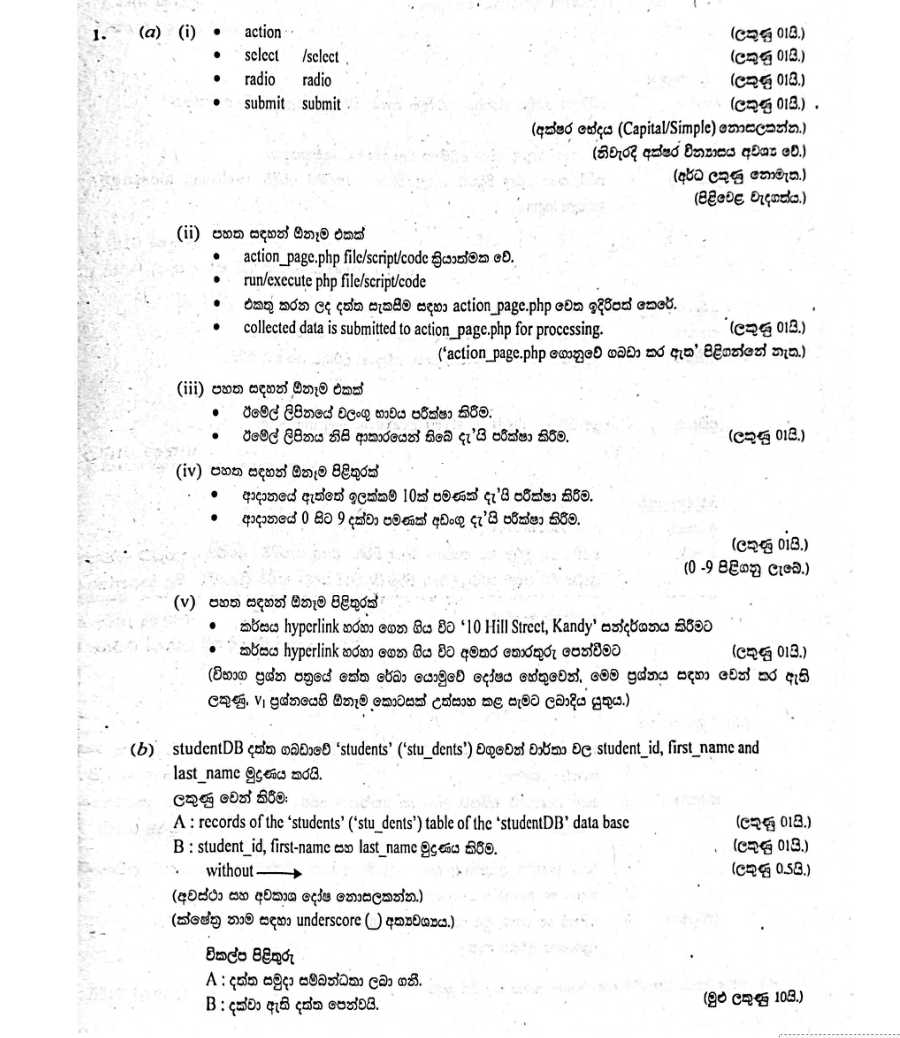 1. (a) (i) • action (ලකුණු 01යි.)
• select /select (ලකුණු 01යි.)
• radio radio (ලකුණු 01යි.)
• submit submit (ලකුණු 01යි.)
(අක්ෂර භේදය (Capital/Simple) නොසලකන්න.)
(නිවැරදි අක්ෂර වින්‍යාසය අවශ්‍ය වේ.)
(අර්ධ ලකුණු නොමැත.)
(පිළිවෙළ වැදගත්ය.)
(ii) පහත සඳහන් ඕනෑම එකක්
• action_page.php file/script/code ක්‍රියාත්මක වේ.
• run/execute php file/script/code
• එකතු කරන ලද දත්ත සැකසීම සඳහා action_page.php වෙත ඉදිරිපත් කෙරේ.
• collected data is submitted to action_page.php for processing. (ලකුණු 01යි.)
('action_page.php ගොනුවේ ගබඩා කර ඇත' පිළිගන්නේ නැත.)
(iii) පහත සඳහන් ඕනෑම එකක්
• ඊමේල් ලිපිනයේ වලංගු භාවය පරීක්ෂා කිරීම.
• ඊමේල් ලිපිනය නිසි ආකාරයෙන් තිබේ දැ'යි පරීක්ෂා කිරීම. (ලකුණු 01යි.)
(iv) පහත සඳහන් ඕනෑම පිළිතුරක්
• ආදානයේ ඇත්තේ ඉලක්කම් 10ක් පමණක් දැ'යි පරීක්ෂා කිරීම.
• ආදානයේ 0 සිට 9 දක්වා පමණක් අඩංගු දැ'යි පරීක්ෂා කිරීම.
(ලකුණු 01යි.)
(0 -9 පිළිගනු ලැබේ.)
(v) පහත සඳහන් ඕනෑම පිළිතුරක්
• කර්සය hyperlink හරහා ගෙන ගිය විට '10 Hill Street, Kandy' සන්දර්ශනය කිරීමට
• කර්සය hyperlink හරහා ගෙන ගිය විට අමතර තොරතුරු පෙන්වීමට (ලකුණු 01යි.)
(විභාග ප්‍රශ්න පත්‍රයේ කේත රේඛා යොමුවේ දෝෂය හේතුවෙන්, මෙම ප්‍රශ්නය සඳහා වෙන් කර ඇති
ලකුණු, v₁ ප්‍රශ්නයෙහි ඕනෑම කොටසක් උත්සාහ කළ සැමට ලබාදිය යුතුය.)
(b) studentDB දත්ත ගබඩාවේ 'students' ('stu_dents') වගුවෙන් වාර්තා වල student_id, first_name and
last_name මුද්‍රණය කරයි.
ලකුණු වෙන් කිරීම:
A : records of the 'students' ('stu_dents') table of the 'studentDB' data base (ලකුණු 01යි.)
B : student_id, first-name සහ last_name මුද්‍රණය කිරීම. (ලකුණු 01යි.)
without ⟶ (ලකුණු 0.5යි.)
(අවස්ථා සහ අවකාශ දෝෂ නොසලකන්න.)
(ක්ෂේත්‍ර නාම සඳහා underscore (_) අත්‍යවශ්‍යය.)
විකල්ප පිළිතුරු
A : දත්ත සමුදා සම්බන්ධතා ලබා ගනී.
B : දක්වා ඇති දත්ත පෙන්වයි. (මුළු ලකුණු 10යි.)